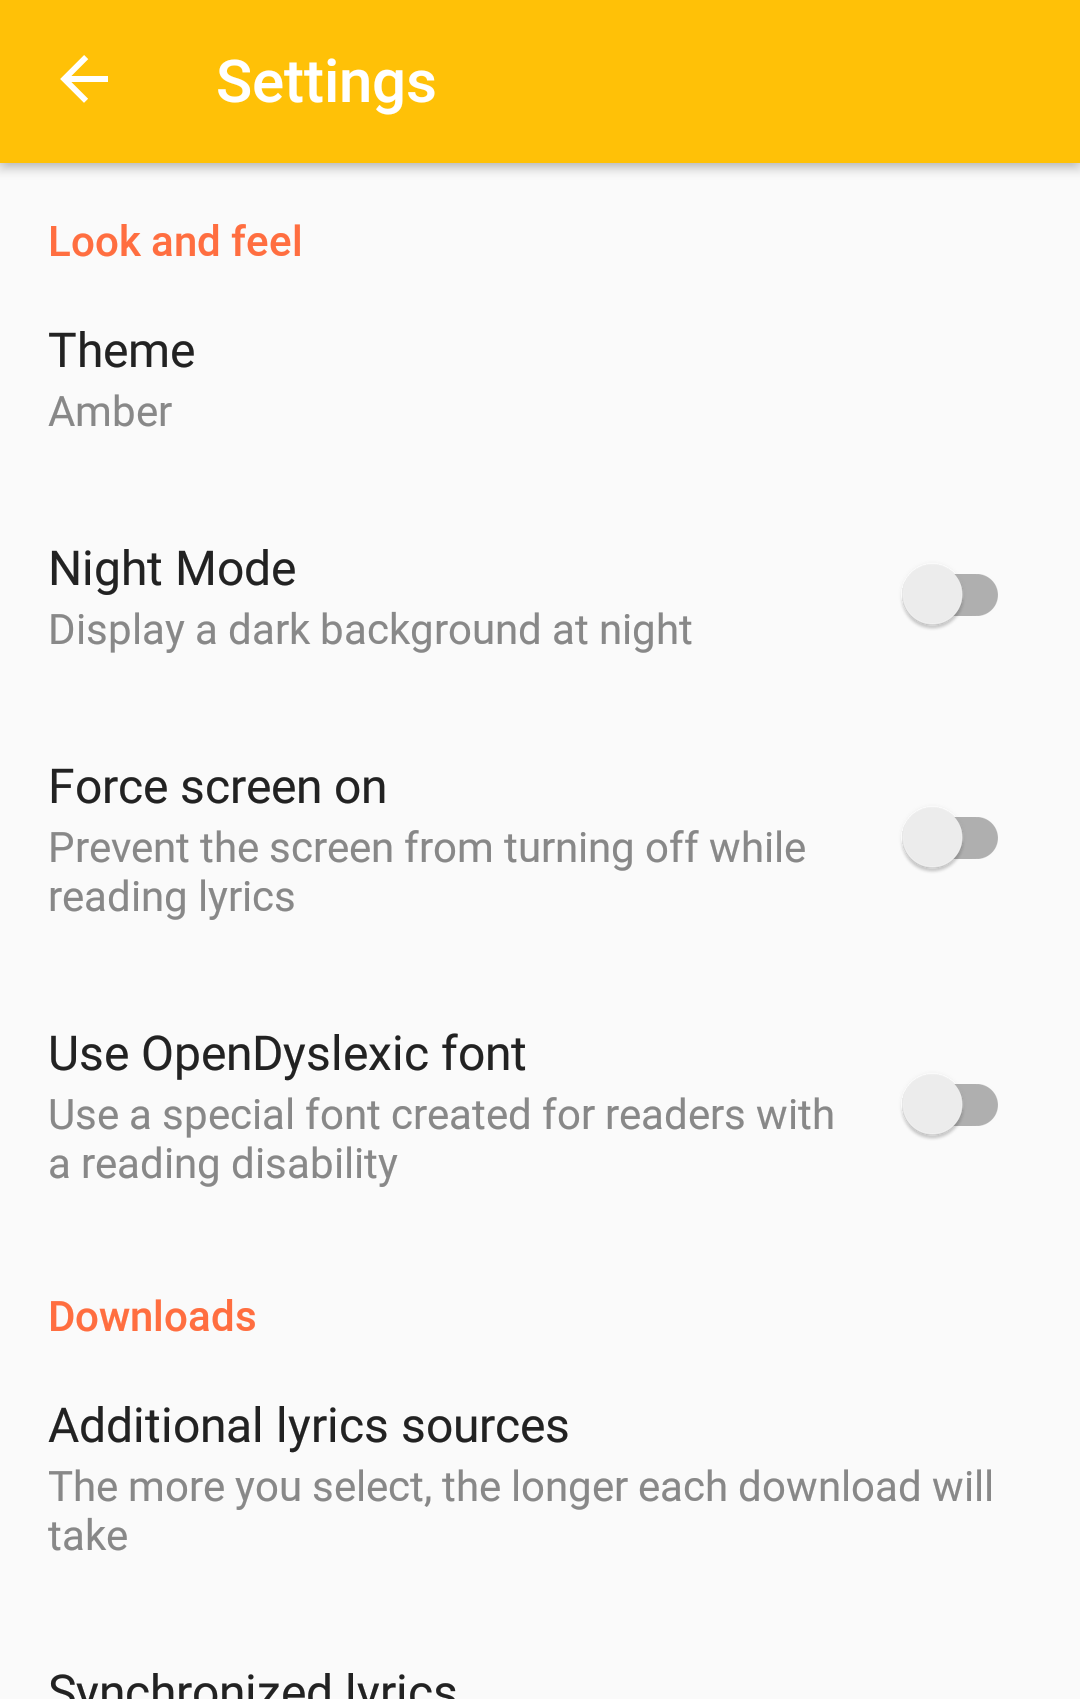 Settings
Look and feel
Theme
Amber
Night Mode
Display a dark background at night
Force screen on
Prevent the screen from turning off while
reading lyrics
Use OpenDyslexic font
Use a special font created for readers with
a reading disability
Downloads
Additional lyrics sources
The more you select, the longer each download will
take
Synchronized lyrics